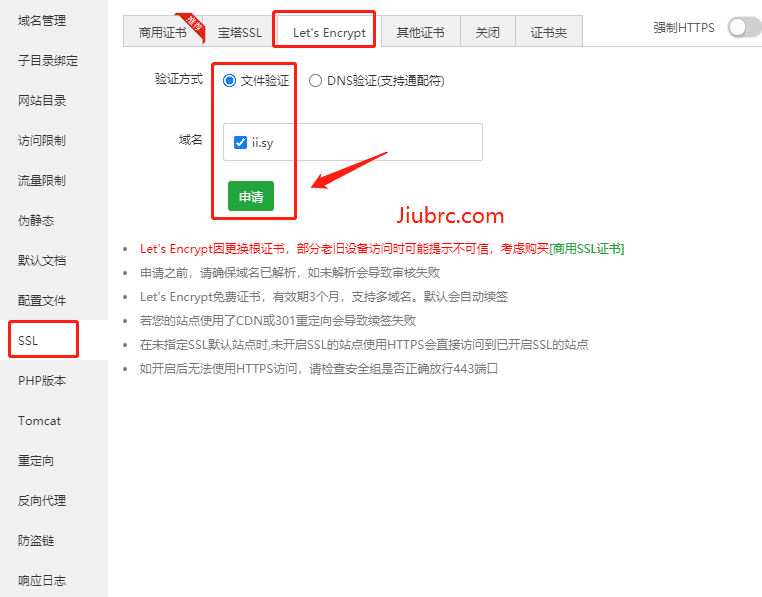 域名管理
子目录绑定
网站目录
访问限制
流量限制
伪静态
默认文档
配置文件
SSL
PHP版本
Tomcat
重定向
反向代理
防盗链
响应日志
商用证书 推荐 宝塔SSL Let's Encrypt 其他证书 关闭 证书夹 强制HTTPS
验证方式 文件验证 DNS验证(支持通配符)
域名 ii.sy
申请
Jiubrc.com
Let's Encrypt因更换根证书，部分老旧设备访问时可能提示不可信，考虑购买[商用SSL证书]
申请之前，请确保域名已解析，如未解析会导致审核失败
Let's Encrypt免费证书，有效期3个月，支持多域名。默认会自动续签
若您的站点使用了CDN或301重定向会导致续签失败
在未指定SSL默认站点时,未开启SSL的站点使用HTTPS会直接访问到已开启SSL的站点
如开启后无法使用HTTPS访问，请检查安全组是否正确放行443端口